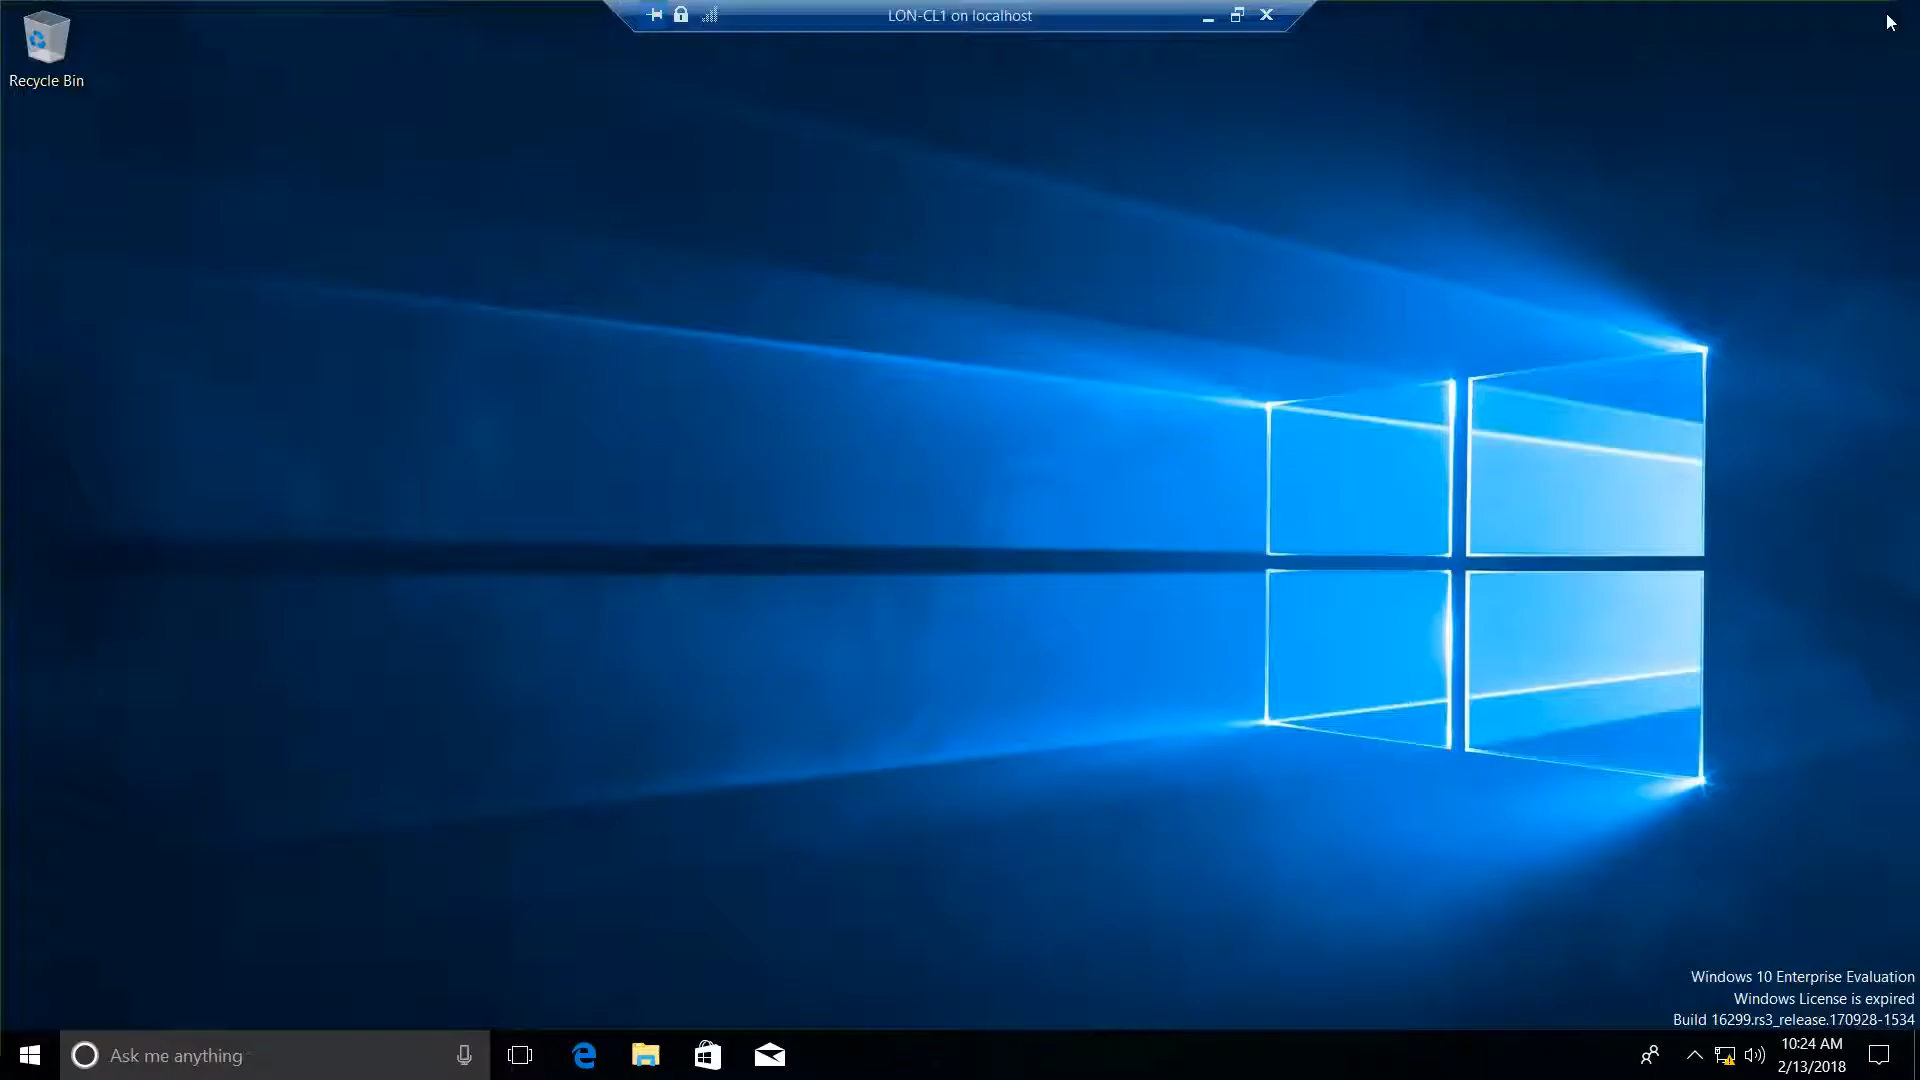 LON-CL1 on localhost
Recycle Bin
Windows 10 Enterprise Evaluation
Windows License is expired
Build 16299.rs3_release.170928-1534
Ask me anything
10:24 AM
2/13/2018